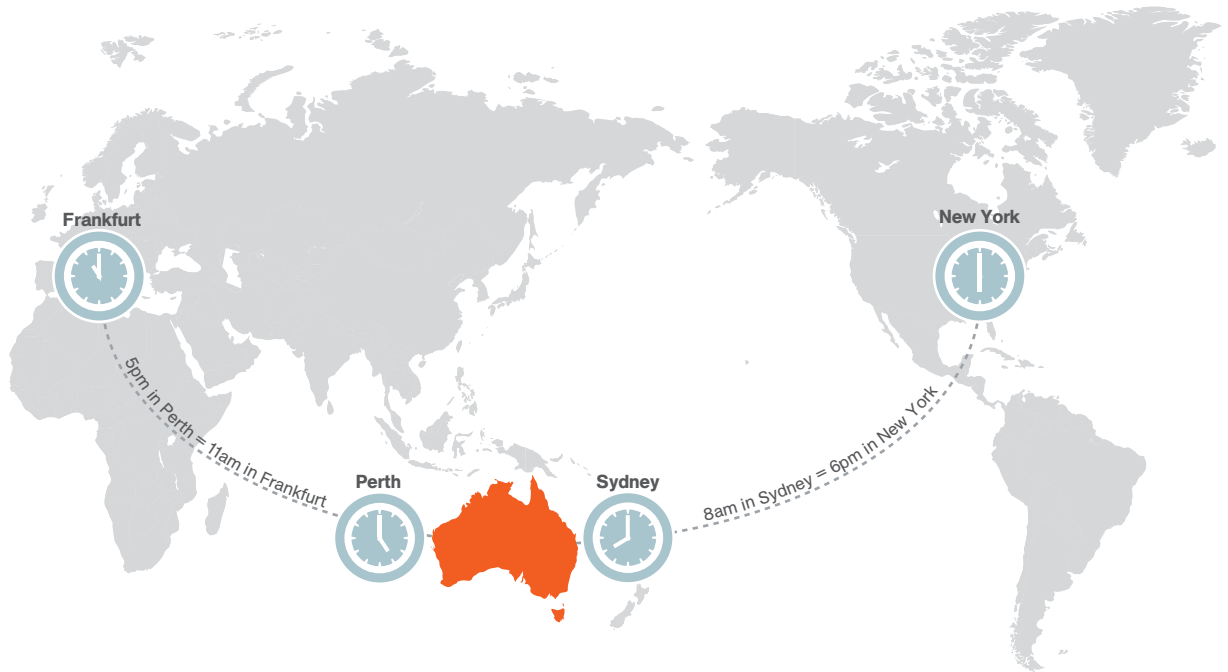 Frankfurt
New York
5pm in Perth = 11am in Frankfurt
8am in Sydney = 6pm in New York
Perth
Sydney